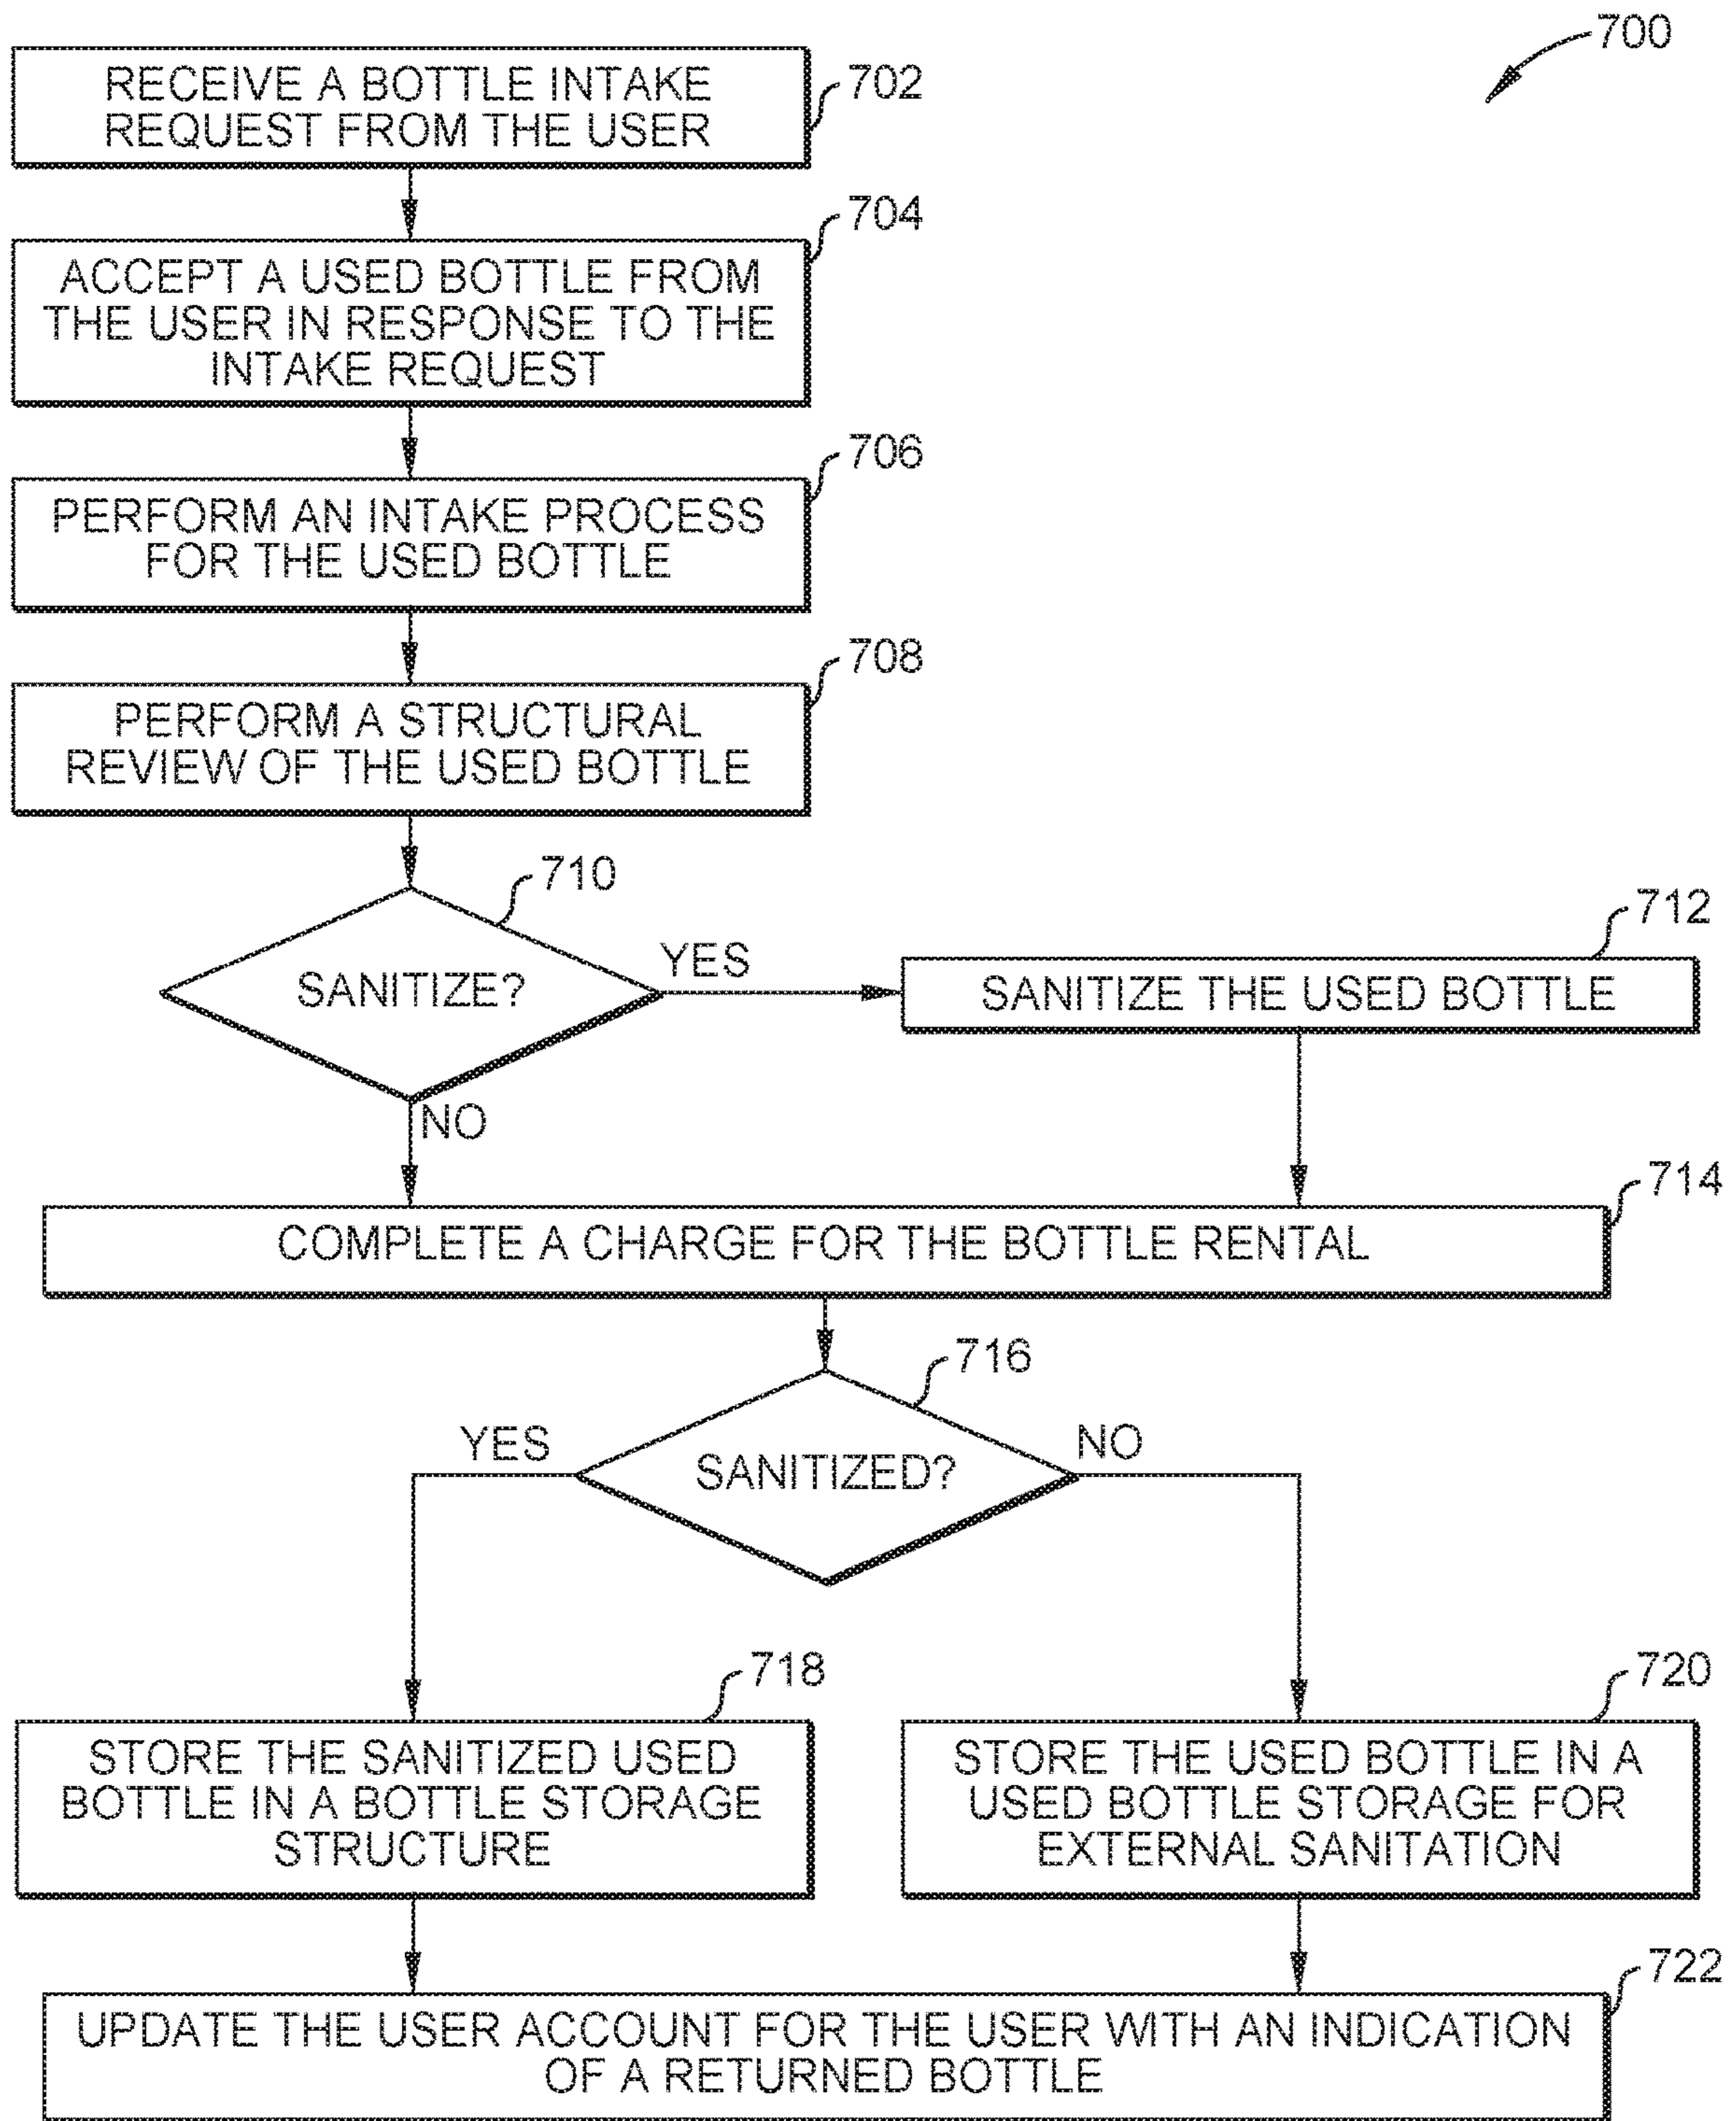 700
RECEIVE A BOTTLE INTAKE
REQUEST FROM THE USER
702
704
ACCEPT A USED BOTTLE FROM
THE USER IN RESPONSE TO THE
INTAKE REQUEST
706
PERFORM AN INTAKE PROCESS
FOR THE USED BOTTLE
708
PERFORM A STRUCTURAL
REVIEW OF THE USED BOTTLE
710
SANITIZE?
YES
NO
712
SANITIZE THE USED BOTTLE
714
COMPLETE A CHARGE FOR THE BOTTLE RENTAL
716
SANITIZED?
YES
NO
718
STORE THE SANITIZED USED
BOTTLE IN A BOTTLE STORAGE
STRUCTURE
720
STORE THE USED BOTTLE IN A
USED BOTTLE STORAGE FOR
EXTERNAL SANITATION
722
UPDATE THE USER ACCOUNT FOR THE USER WITH AN INDICATION
OF A RETURNED BOTTLE